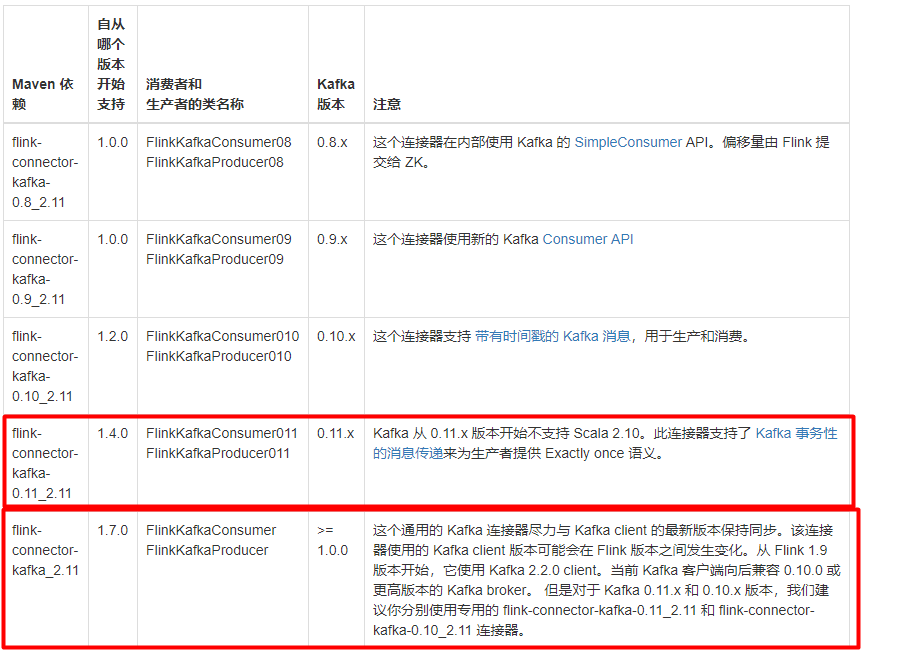 Maven 依
赖
自从
哪个
版本
开始
支持
消费者和
生产者的类名称
Kafka
版本
注意
flink-
connector-
kafka-
0.8_2.11
1.0.0
FlinkKafkaConsumer08
FlinkKafkaProducer08
0.8.x
这个连接器在内部使用 Kafka 的 SimpleConsumer API。偏移量由 Flink 提
交给 ZK。
flink-
connector-
kafka-
0.9_2.11
1.0.0
FlinkKafkaConsumer09
FlinkKafkaProducer09
0.9.x
这个连接器使用新的 Kafka Consumer API
flink-
connector-
kafka-
0.10_2.11
1.2.0
FlinkKafkaConsumer010
FlinkKafkaProducer010
0.10.x
这个连接器支持 带有时间戳的 Kafka 消息，用于生产和消费。
flink-
connector-
kafka-
0.11_2.11
1.4.0
FlinkKafkaConsumer011
FlinkKafkaProducer011
0.11.x
Kafka 从 0.11.x 版本开始不支持 Scala 2.10。此连接器支持了 Kafka 事务性
的消息传递来为生产者提供 Exactly once 语义。
flink-
connector-
kafka_2.11
1.7.0
FlinkKafkaConsumer
FlinkKafkaProducer
>=
1.0.0
这个通用的 Kafka 连接器尽力与 Kafka client 的最新版本保持同步。该连接
器使用的 Kafka client 版本可能会在 Flink 版本之间发生变化。从 Flink 1.9
版本开始，它使用 Kafka 2.2.0 client。当前 Kafka 客户端向后兼容 0.10.0 或
更高版本的 Kafka broker。 但是对于 Kafka 0.11.x 和 0.10.x 版本，我们建
议你分别使用专用的 flink-connector-kafka-0.11_2.11 和 flink-connector-
kafka-0.10_2.11 连接器。